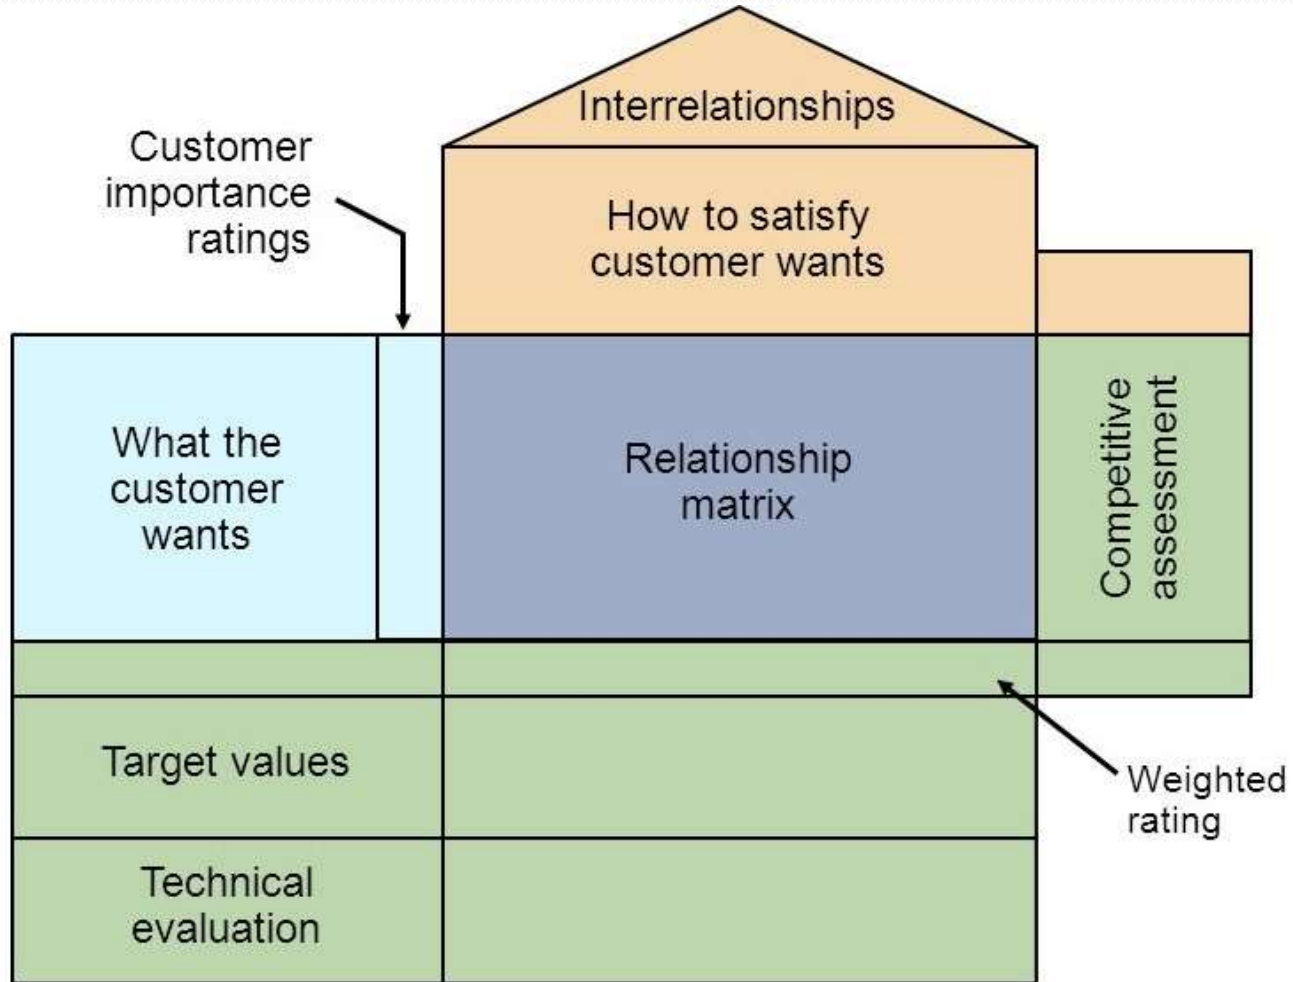 Interrelationships
Customer
importance
ratings
How to satisfy
customer wants
What the
customer
wants
Relationship
matrix
Competitive
assessment
Target values
Weighted
rating
Technical
evaluation